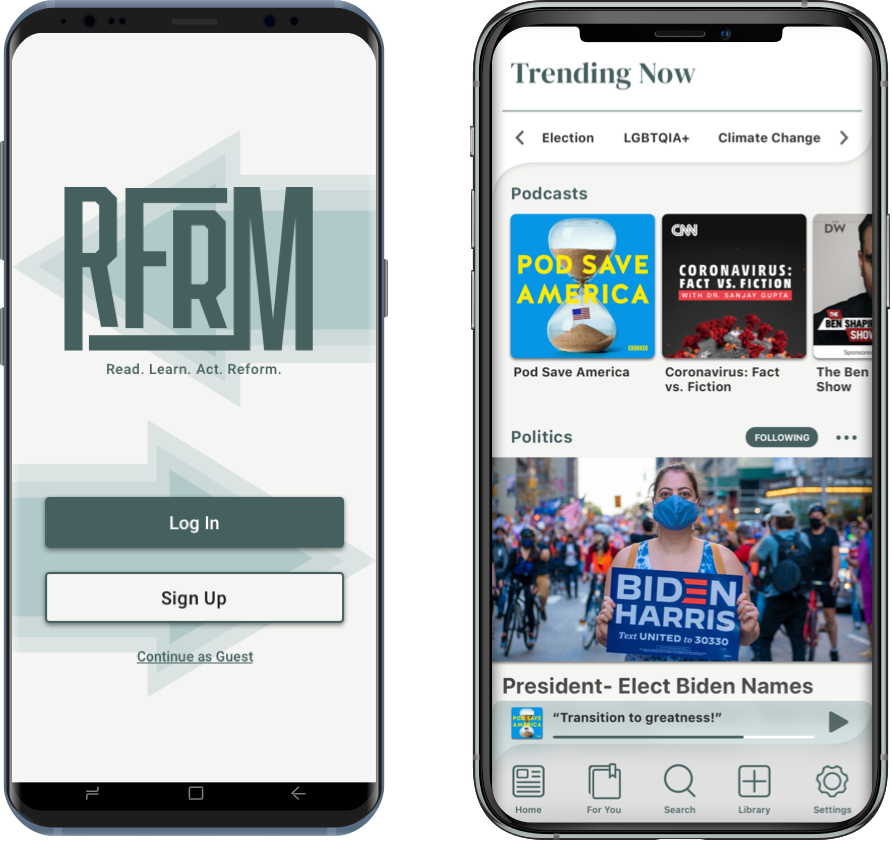 RFRM
Read. Learn. Act. Reform.
Log In
Sign Up
Continue as Guest
Trending Now
Election LGBTQIA+ Climate Change
Podcasts
POD SAVE
AMERICA
CROOKED
CNN
CORONAVIRUS:
FACT VS. FICTION
WITH DR. SANJAY GUPTA
THE
DW
THE
BEN SHAPI
SHOW
Sponsore
Pod Save America
Coronavirus: Fact
vs. Fiction
The Ben
Show
Politics
FOLLOWING
BIDEN
HARRIS
Text UNITED to 30330
President- Elect Biden Names
POD SAVE
AMERICA
“Transition to greatness!”
Home For You Search Library Settings